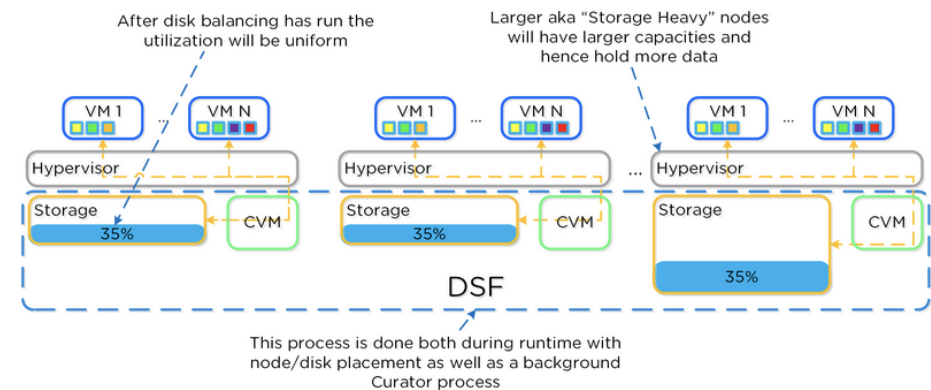 After disk balancing has run the
utilization will be uniform
Larger aka “Storage Heavy” nodes
will have larger capacities and
hence hold more data
VM 1
...
VM N
VM 1
...
VM N
VM 1
...
VM N
Hypervisor
Hypervisor
...
Hypervisor
Storage
35%
CVM
Storage
35%
CVM
Storage
35%
CVM
DSF
This process is done both during runtime with
node/disk placement as well as a background
Curator process